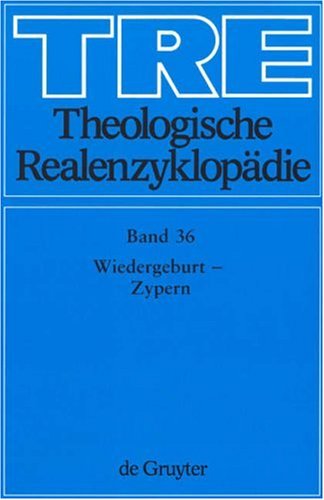 TRE
Theologische
Realenzyklopädie
Band 36
Wiedergeburt –
Zypern
de Gruyter